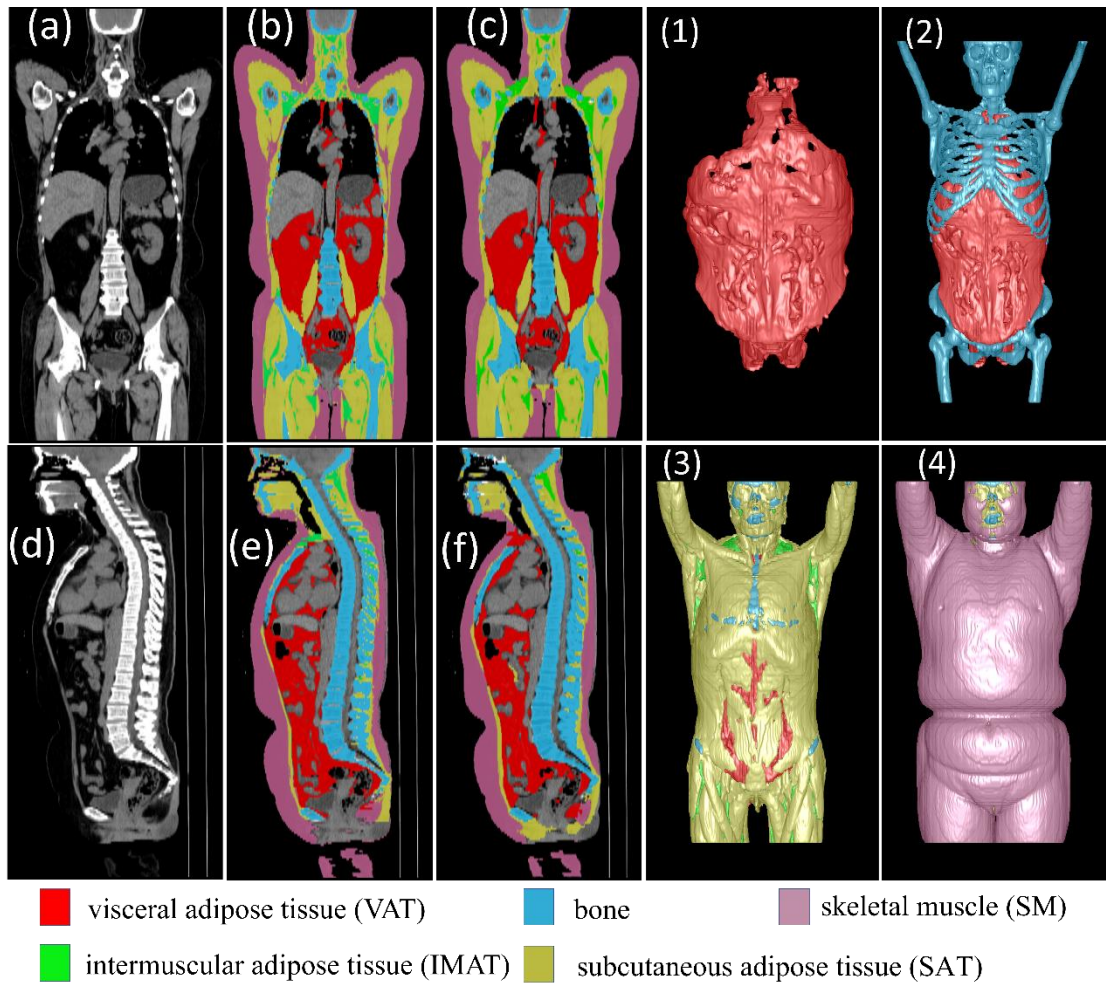 (a) (b) (c) (1) (2)
(d) (e) (f) (3) (4)
visceral adipose tissue (VAT) bone skeletal muscle (SM)
intermuscular adipose tissue (IMAT) subcutaneous adipose tissue (SAT)